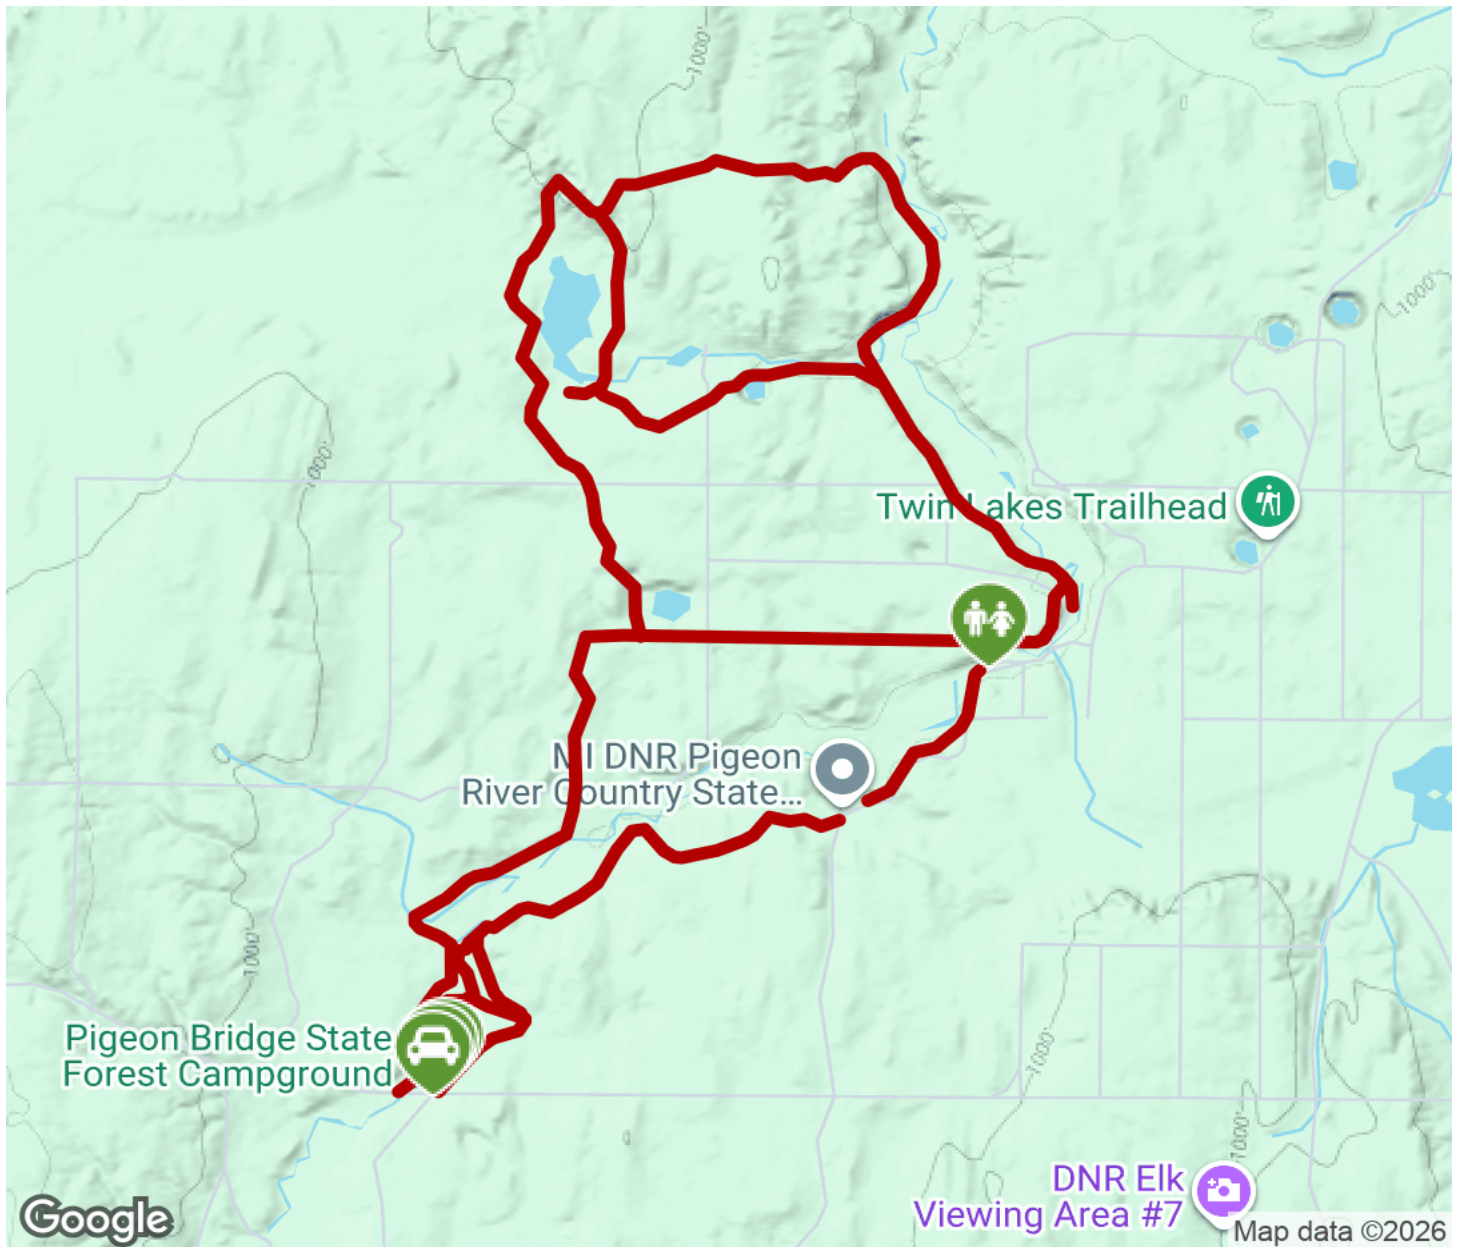 1000'
1000'
1000'
Twin Lakes Trailhead
MI DNR Pigeon
River Country State...
1000'
Pigeon Bridge State
Forest Campground
1000'
1000'
DNR Elk
Viewing Area #7
Google
Map data ©2026